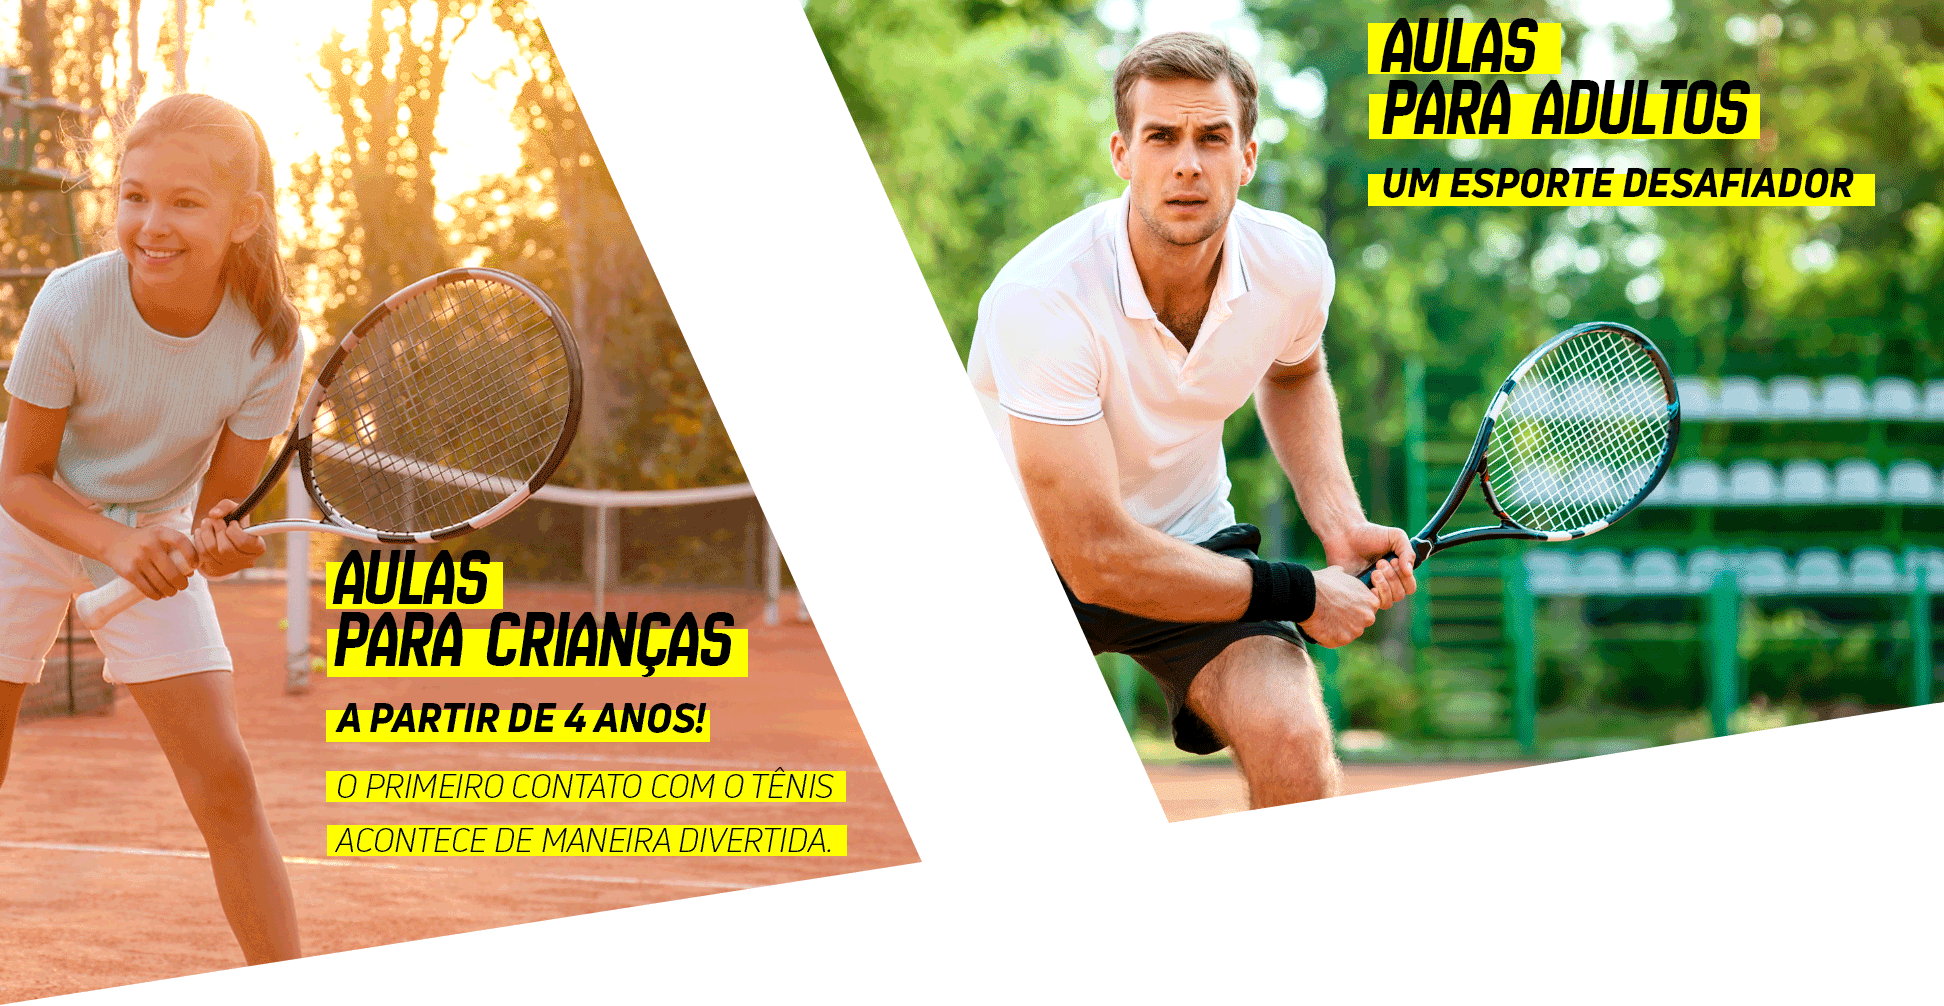 AULAS
PARA CRIANÇAS
A PARTIR DE 4 ANOS!
O PRIMEIRO CONTATO COM O TÊNIS
ACONTECE DE MANEIRA DIVERTIDA.
AULAS
PARA ADULTOS
UM ESPORTE DESAFIADOR